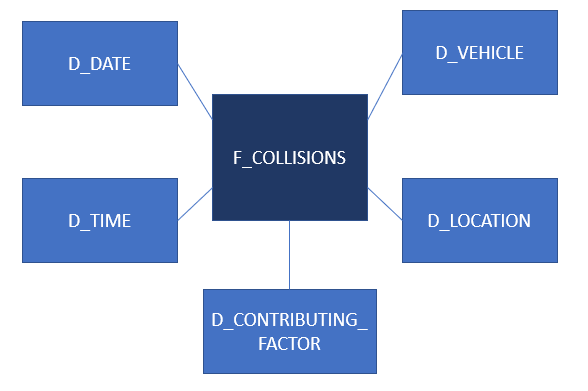 D_DATE
D_VEHICLE
F_COLLISIONS
D_TIME
D_LOCATION
D_CONTRIBUTING_
FACTOR